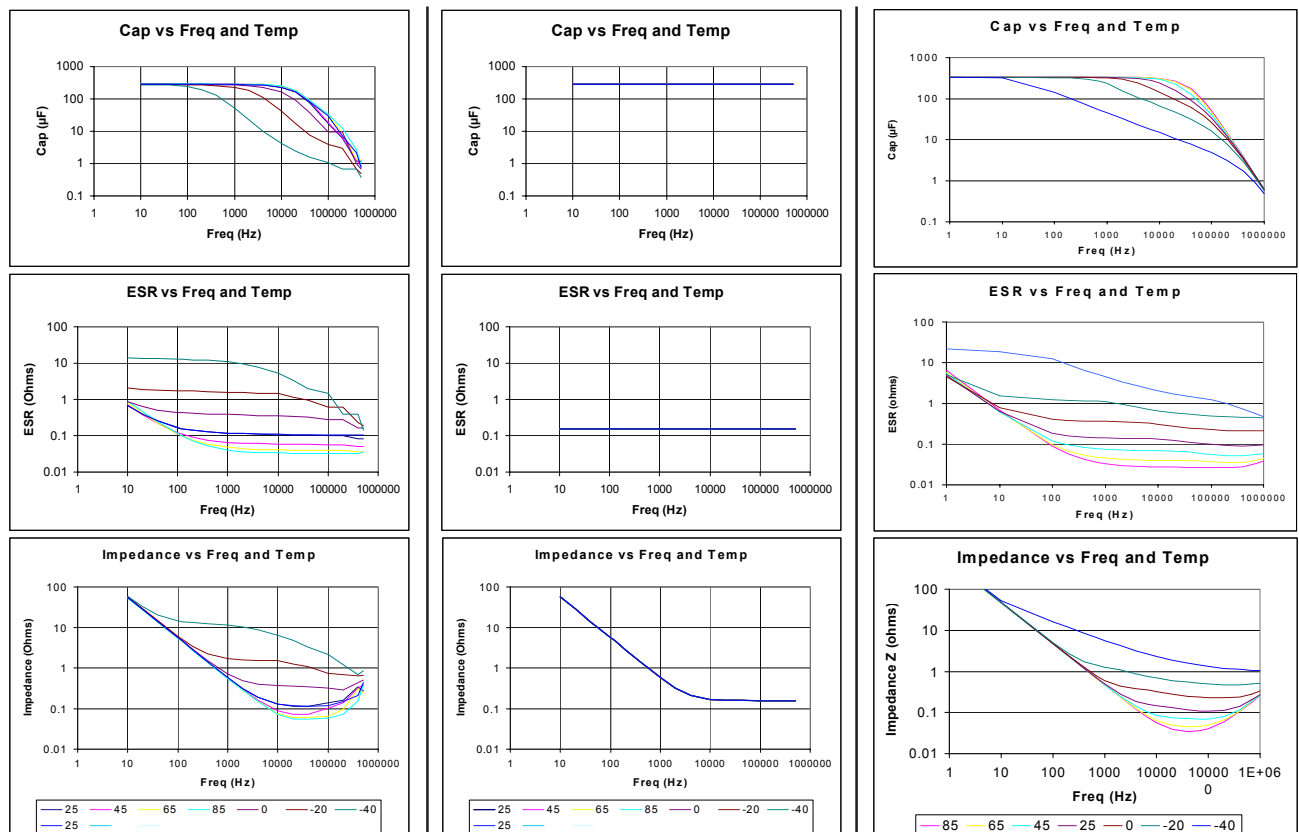 Cap vs Freq and Temp
1000
100
10
1
0.1
Cap (µF)
1 10 100 1000 10000 100000 1000000
Freq (Hz)
ESR vs Freq and Temp
100
10
1
0.1
0.01
ESR (Ohms)
1 10 100 1000 10000 100000 1000000
Freq (Hz)
Impedance vs Freq and Temp
100
10
1
0.1
0.01
Impedance (Ohms)
1 10 100 1000 10000 100000 1000000
Freq (Hz)
25 45 65 85 0 -20 -40
25
Cap vs Freq and Temp
1000
100
10
1
0.1
Cap (µF)
1 10 100 1000 10000 100000 1000000
Freq (Hz)
ESR vs Freq and Temp
100
10
1
0.1
0.01
ESR (Ohms)
1 10 100 1000 10000 100000 1000000
Freq (Hz)
Impedance vs Freq and Temp
100
10
1
0.1
0.01
Impedance (Ohms)
1 10 100 1000 10000 100000 1000000
Freq (Hz)
25 45 65 85 0 -20 -40
25
Cap vs Freq and Temp
1000
100
10
1
0.1
Cap (µF)
1 10 100 1000 10000 100000 1000000
Freq (Hz)
ESR vs Freq and Temp
100
10
1
0.1
0.01
ESR (ohms)
1 10 100 1000 10000 100000 1000000
Freq (Hz)
Impedance vs Freq and Temp
100
10
1
0.1
0.01
Impedance Z (ohms)
1 10 100 1000 10000 10000 1E+06
0
Freq (Hz)
85 65 45 25 0 -20 -40